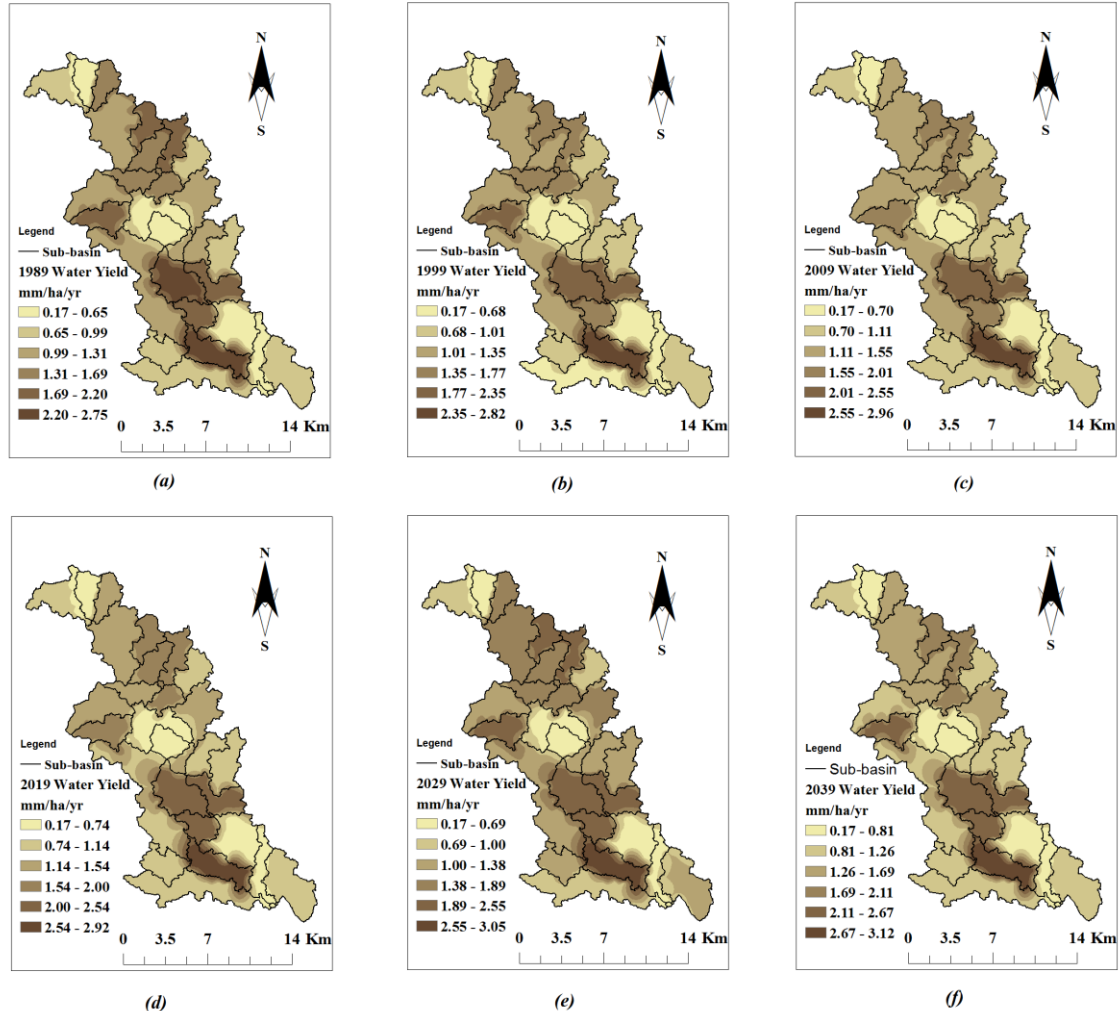 N
S
Legend
Sub-basin
1989 Water Yield
mm/ha/yr
0.17 - 0.65
0.65 - 0.99
0.99 - 1.31
1.31 - 1.69
1.69 - 2.20
2.20 - 2.75
0 3.5 7 14 Km
(a)
N
S
Legend
Sub-basin
1999 Water Yield
mm/ha/yr
0.17 - 0.68
0.68 - 1.01
1.01 - 1.35
1.35 - 1.77
1.77 - 2.35
2.35 - 2.82
0 3.5 7 14 Km
(b)
N
S
Legend
Sub-basin
2009 Water Yield
mm/ha/yr
0.17 - 0.70
0.70 - 1.11
1.11 - 1.55
1.55 - 2.01
2.01 - 2.55
2.55 - 2.96
0 3.5 7 14 Km
(c)
N
S
Legend
Sub-basin
2019 Water Yield
mm/ha/yr
0.17 - 0.74
0.74 - 1.14
1.14 - 1.54
1.54 - 2.00
2.00 - 2.54
2.54 - 2.92
0 3.5 7 14 Km
(d)
N
S
Legend
Sub-basin
2029 Water Yield
mm/ha/yr
0.17 - 0.69
0.69 - 1.00
1.00 - 1.38
1.38 - 1.89
1.89 - 2.55
2.55 - 3.05
0 3.5 7 14 Km
(e)
N
S
Legend
Sub-basin
2039 Water Yield
mm/ha/yr
0.17 - 0.81
0.81 - 1.26
1.26 - 1.69
1.69 - 2.11
2.11 - 2.67
2.67 - 3.12
0 3.5 7 14 Km
(f)